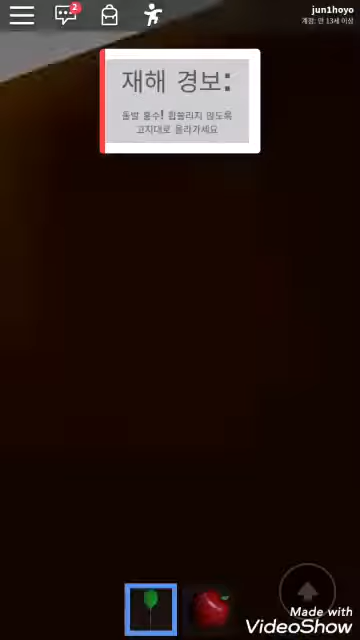 2
jun1hoyo
계정: 만 13세 이상
재해 경보:
돌발 홍수! 휩쓸리지 않도록
고지대로 올라가세요
Made with
VideoShow